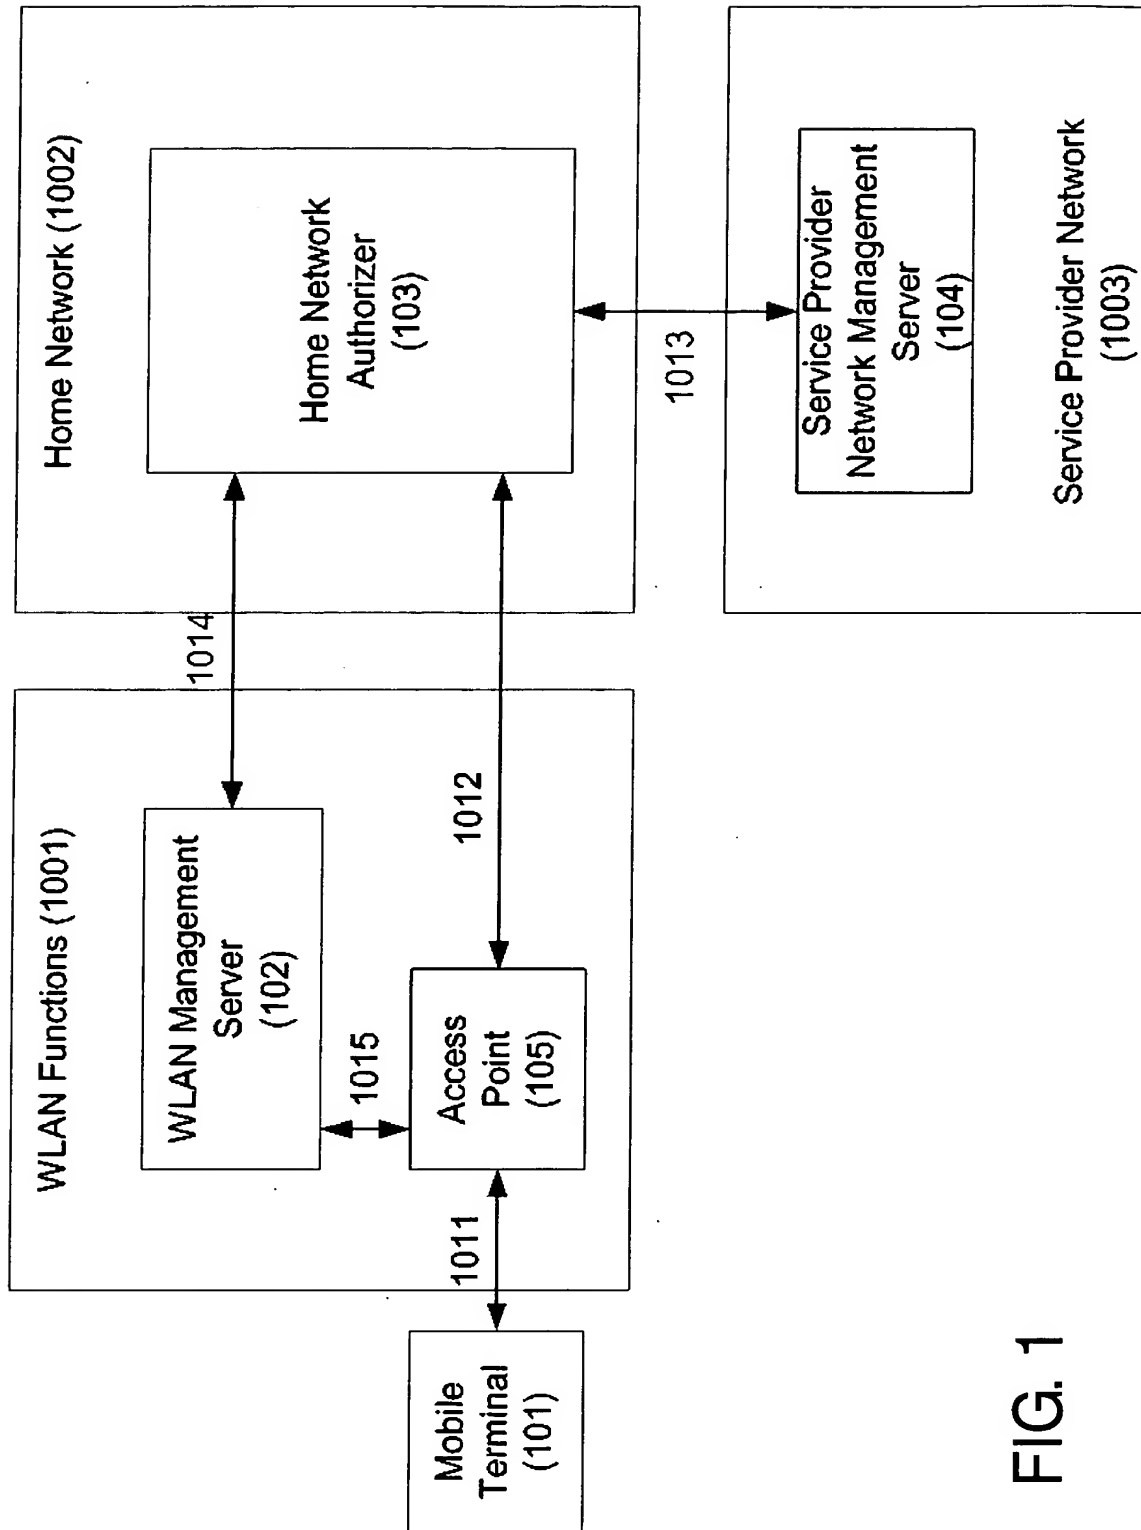 WLAN Functions (1001)
WLAN Management
Server
(102)
1015
Access
Point
(105)
1011
Mobile
Terminal
(101)
1014
1012
Home Network (1002)
Home Network
Authorizer
(103)
1013
Service Provider
Network Management
Server
(104)
Service Provider Network
(1003)
FIG. 1